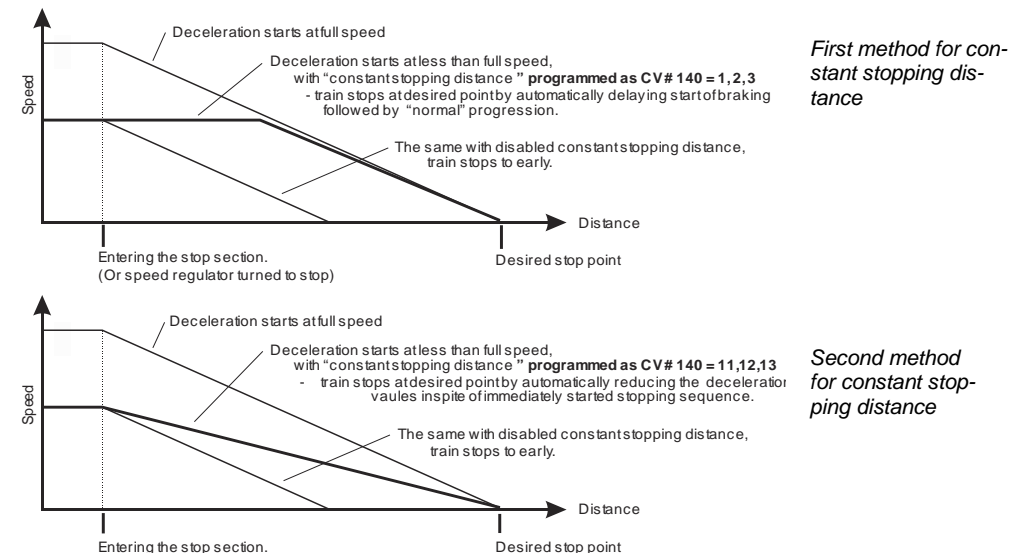 Deceleration starts at full speed
Deceleration starts at less than full speed,
with “constant stopping distance ” programmed as CV# 140 = 1, 2, 3
- train stops at desired point by automatically delaying start of braking
followed by “normal” progression.
The same with disabled constant stopping distance,
train stops to early.
Speed
Distance
Entering the stop section.
(Or speed regulator turned to stop)
Desired stop point
First method for con-
stant stopping dis-
tance
Deceleration starts at full speed
Deceleration starts at less than full speed,
with “constant stopping distance ” programmed as CV# 140 = 11,12,13
- train stops at desired point by automatically reducing the deceleration
vaules inspite of immediately started stopping sequence.
The same with disabled constant stopping distance,
train stops to early.
Speed
Distance
Entering the stop section.
Desired stop point
Second method
for constant stop-
ping distance